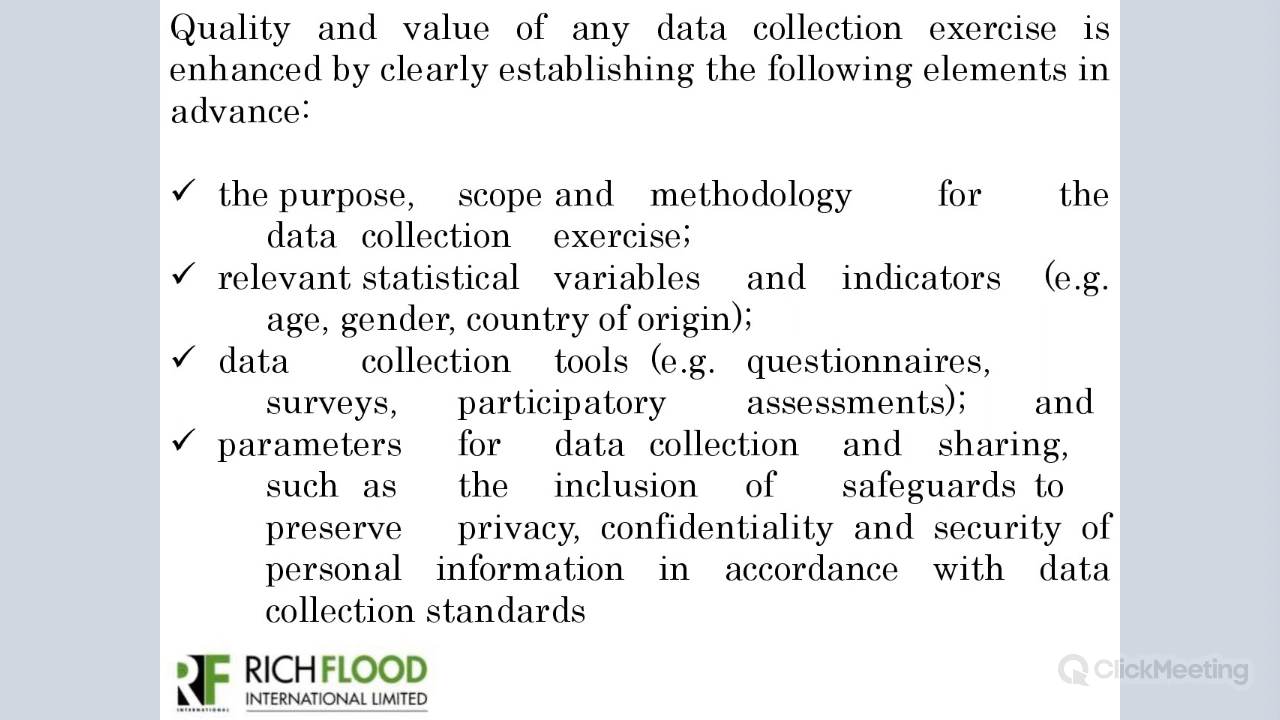 Quality and value of any data collection exercise is
enhanced by clearly establishing the following elements in
advance:
✓ the purpose, scope and methodology for the
data collection exercise;
✓ relevant statistical variables and indicators (e.g.
age, gender, country of origin);
✓ data collection tools (e.g. questionnaires,
surveys, participatory assessments); and
✓ parameters for data collection and sharing,
such as the inclusion of safeguards to
preserve privacy, confidentiality and security of
personal information in accordance with data
collection standards
RF
INTERNATIONAL
RICHFLOOD
INTERNATIONAL LIMITED
ClickMeeting